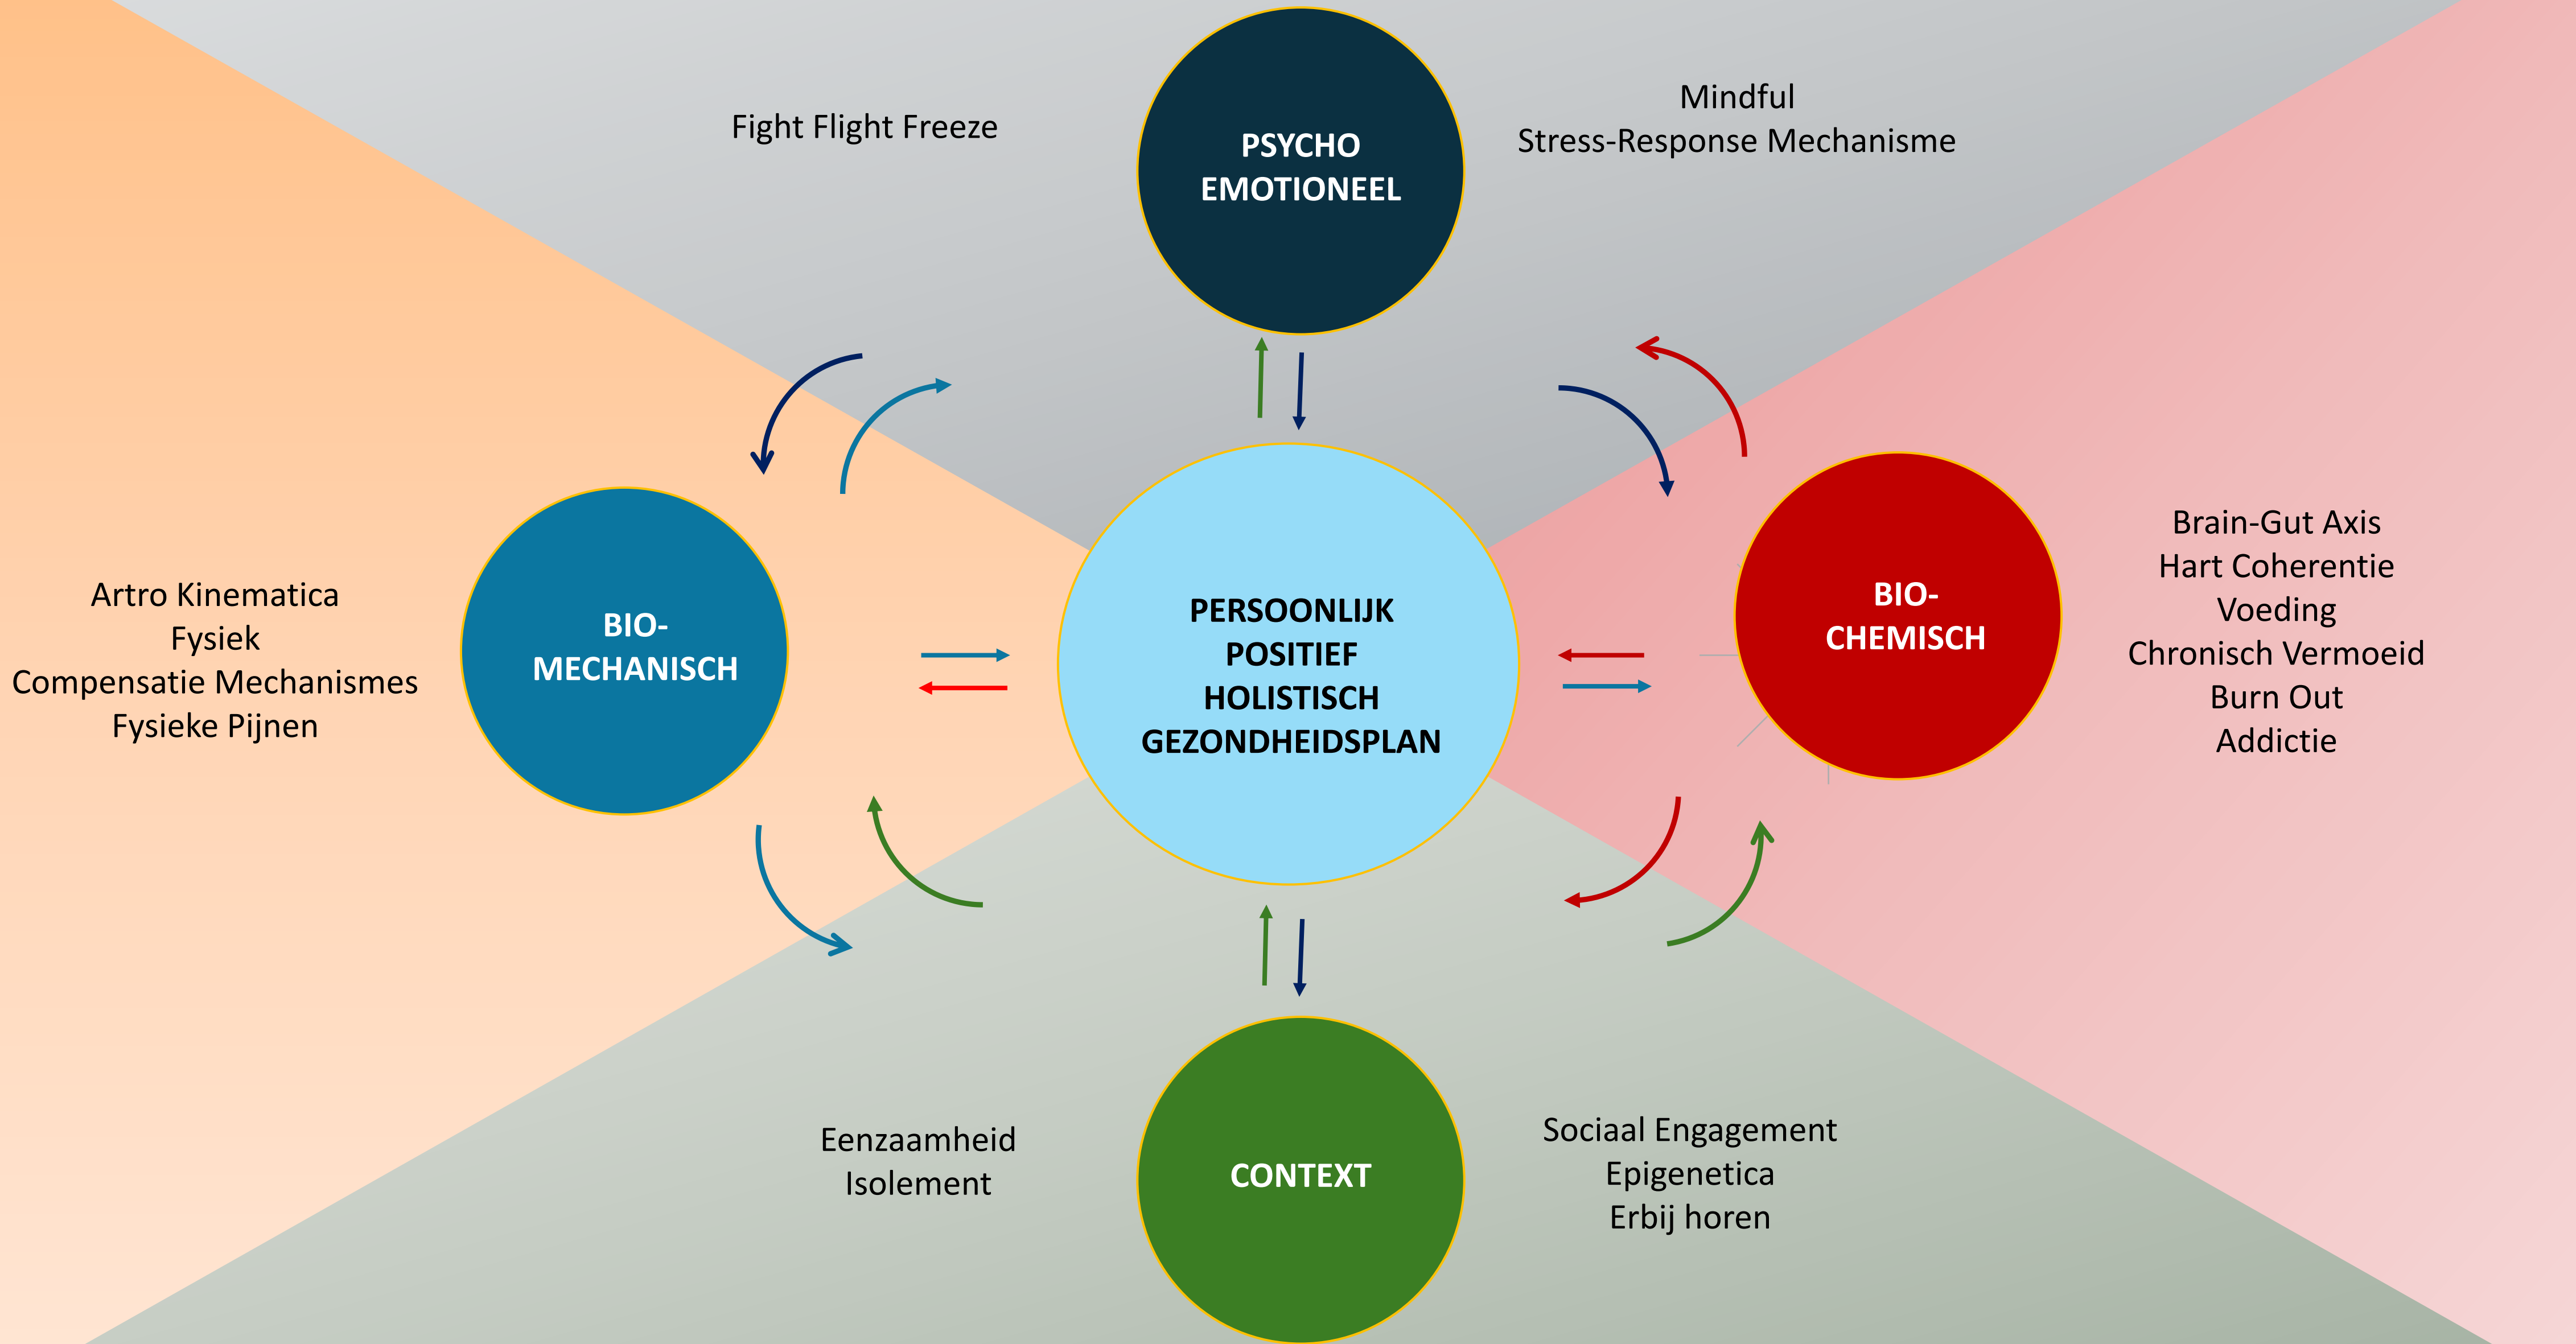 Fight Flight Freeze
PSYCHO
EMOTIONEEL
Mindful
Stress-Response Mechanisme
Artro Kinematica
Fysiek
Compensatie Mechanismes
Fysieke Pijnen
BIO-
MECHANISCH
PERSOONLIJK
POSITIEF
HOLISTISCH
GEZONDHEIDSPLAN
BIO-
CHEMISCH
Brain-Gut Axis
Hart Coherentie
Voeding
Chronisch Vermoeid
Burn Out
Addictie
Eenzaamheid
Isolement
CONTEXT
Sociaal Engagement
Epigenetica
Erbij horen